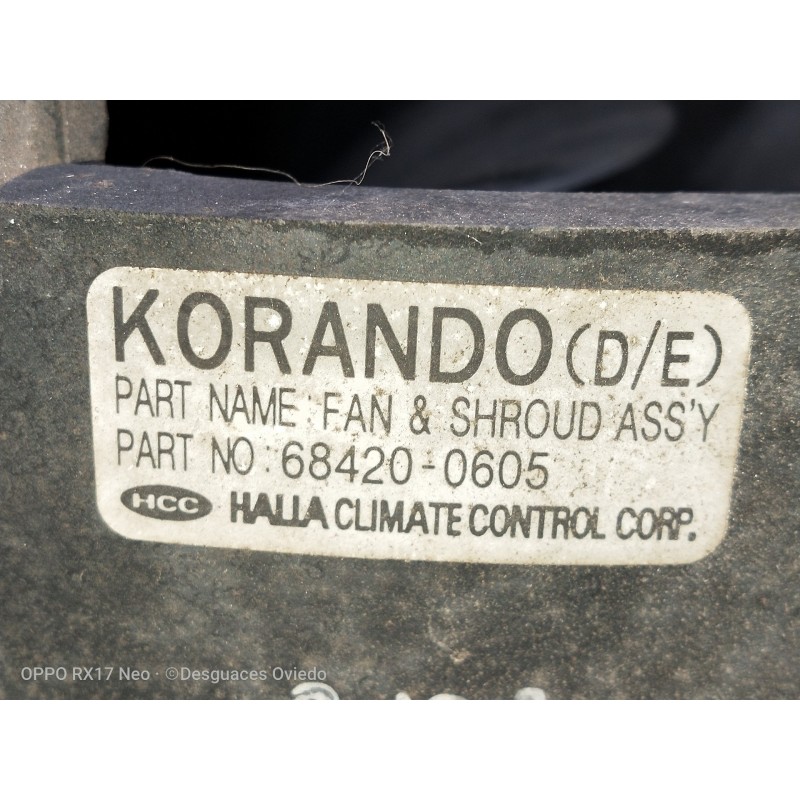 KORANDO (D/E)
PART NAME : FAN & SHROUD ASS'Y
PART NO : 68420-0605
HCC HALLA CLIMATE CONTROL CORP.
OPPO RX17 Neo · ©Desguaces Oviedo